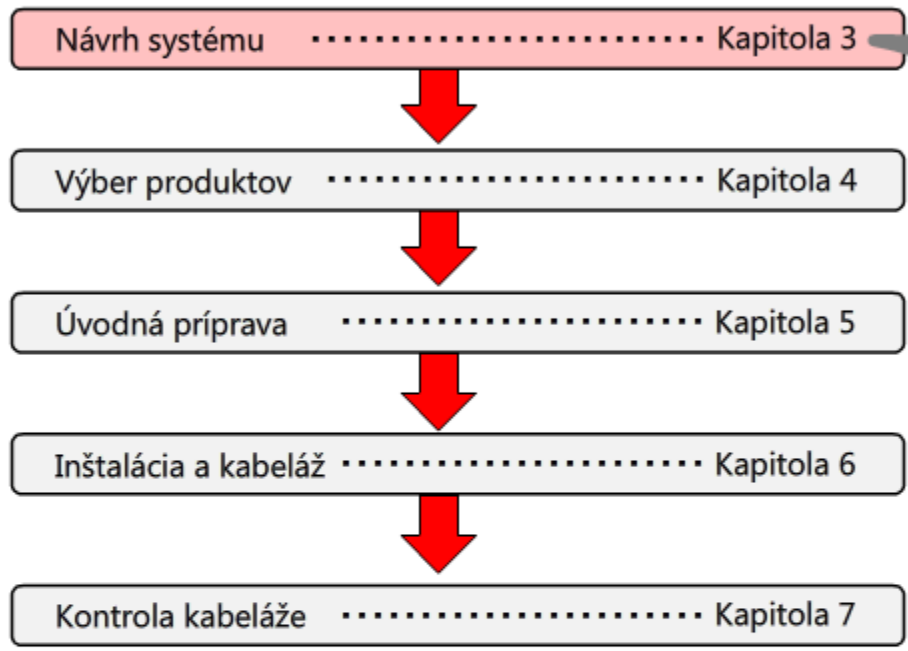 Návrh systému ························· Kapitola 3
Výber produktov ························ Kapitola 4
Úvodná príprava ······················· Kapitola 5
Inštalácia a kabeláž ······················· Kapitola 6
Kontrola kabeláže ······················· Kapitola 7